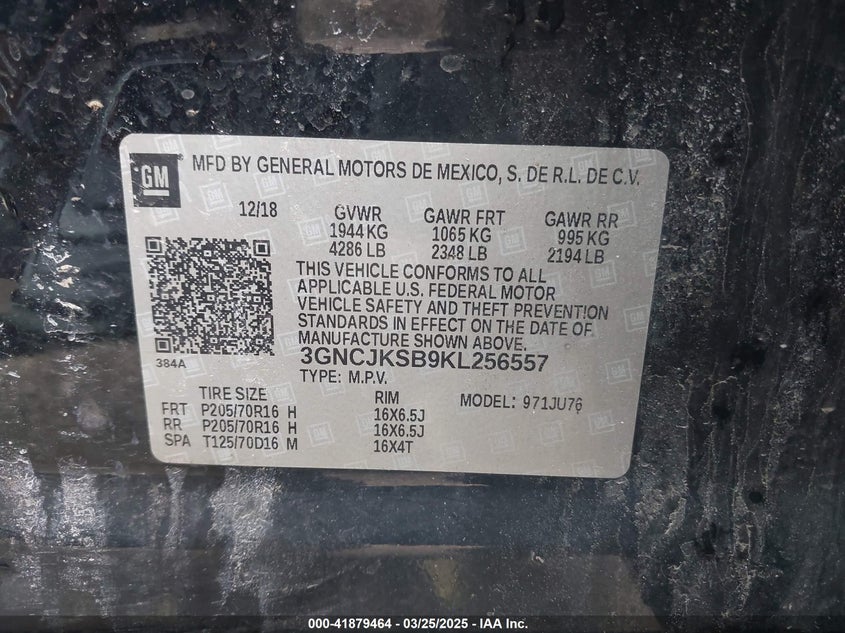 GM
MFD BY GENERAL MOTORS DE MEXICO, S. DE R.L. DE C.V.
12/18 GVWR GAWR FRT GAWR RR
1944 KG 1065 KG 995 KG
4286 LB 2348 LB 2194 LB
THIS VEHICLE CONFORMS TO ALL
APPLICABLE U.S. FEDERAL MOTOR
VEHICLE SAFETY AND THEFT PREVENTION
STANDARDS IN EFFECT ON THE DATE OF
MANUFACTURE SHOWN ABOVE.
384A
3GNCJKSB9KL256557
TYPE: M.P.V.
TIRE SIZE RIM MODEL: 971JU76
FRT P205/70R16 H 16X6.5J
RR P205/70R16 H 16X6.5J
SPA T125/70D16 M 16X4T
000-41879464 - 03/25/2025 - IAA Inc.